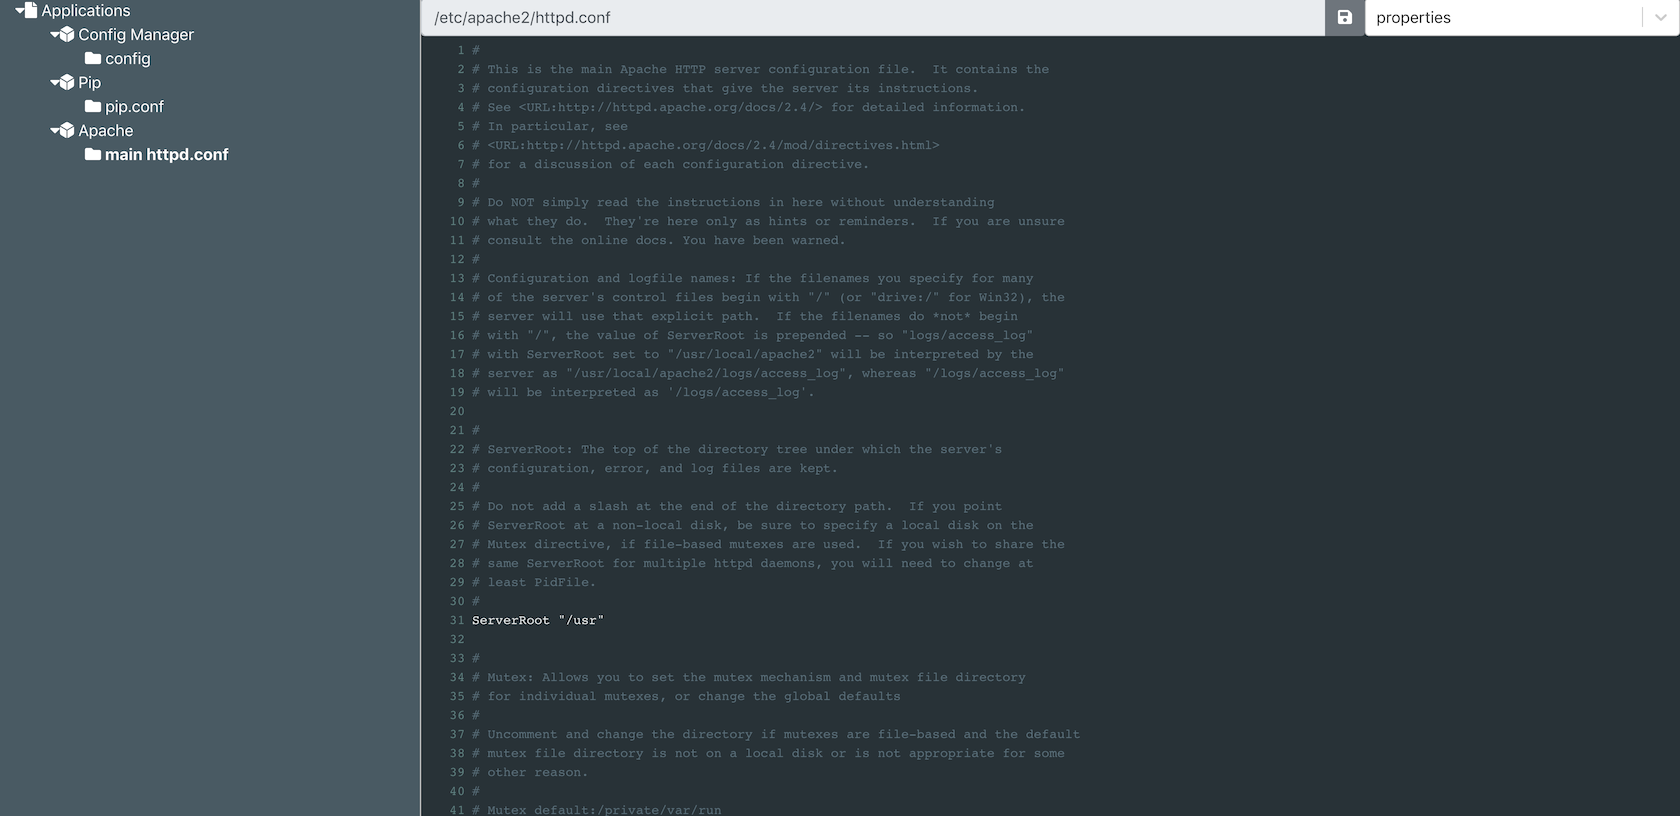 Applications
Config Manager
config
Pip
pip.conf
Apache
main httpd.conf
/etc/apache2/httpd.conf
properties
1 #
2 # This is the main Apache HTTP server configuration file.  It contains the
3 # configuration directives that give the server its instructions.
4 # See <URL:http://httpd.apache.org/docs/2.4/> for detailed information.
5 # In particular, see
6 # <URL:http://httpd.apache.org/docs/2.4/mod/directives.html>
7 # for a discussion of each configuration directive.
8 #
9 # Do NOT simply read the instructions in here without understanding
10 # what they do.  They're here only as hints or reminders.  If you are unsure
11 # consult the online docs. You have been warned.
12 #
13 # Configuration and logfile names: If the filenames you specify for many
14 # of the server's control files begin with "/" (or "drive:/" for Win32), the
15 # server will use that explicit path.  If the filenames do *not* begin
16 # with "/", the value of ServerRoot is prepended -- so "logs/access_log"
17 # with ServerRoot set to "/usr/local/apache2" will be interpreted by the
18 # server as "/usr/local/apache2/logs/access_log", whereas "/logs/access_log"
19 # will be interpreted as '/logs/access_log'.
20
21 #
22 # ServerRoot: The top of the directory tree under which the server's
23 # configuration, error, and log files are kept.
24 #
25 # Do not add a slash at the end of the directory path.  If you point
26 # ServerRoot at a non-local disk, be sure to specify a local disk on the
27 # Mutex directive, if file-based mutexes are used.  If you wish to share the
28 # same ServerRoot for multiple httpd daemons, you will need to change at
29 # least PidFile.
30 #
31 ServerRoot "/usr"
32
33 #
34 # Mutex: Allows you to set the mutex mechanism and mutex file directory
35 # for individual mutexes, or change the global defaults
36 #
37 # Uncomment and change the directory if mutexes are file-based and the default
38 # mutex file directory is not on a local disk or is not appropriate for some
39 # other reason.
40 #
41 # Mutex default:/private/var/run